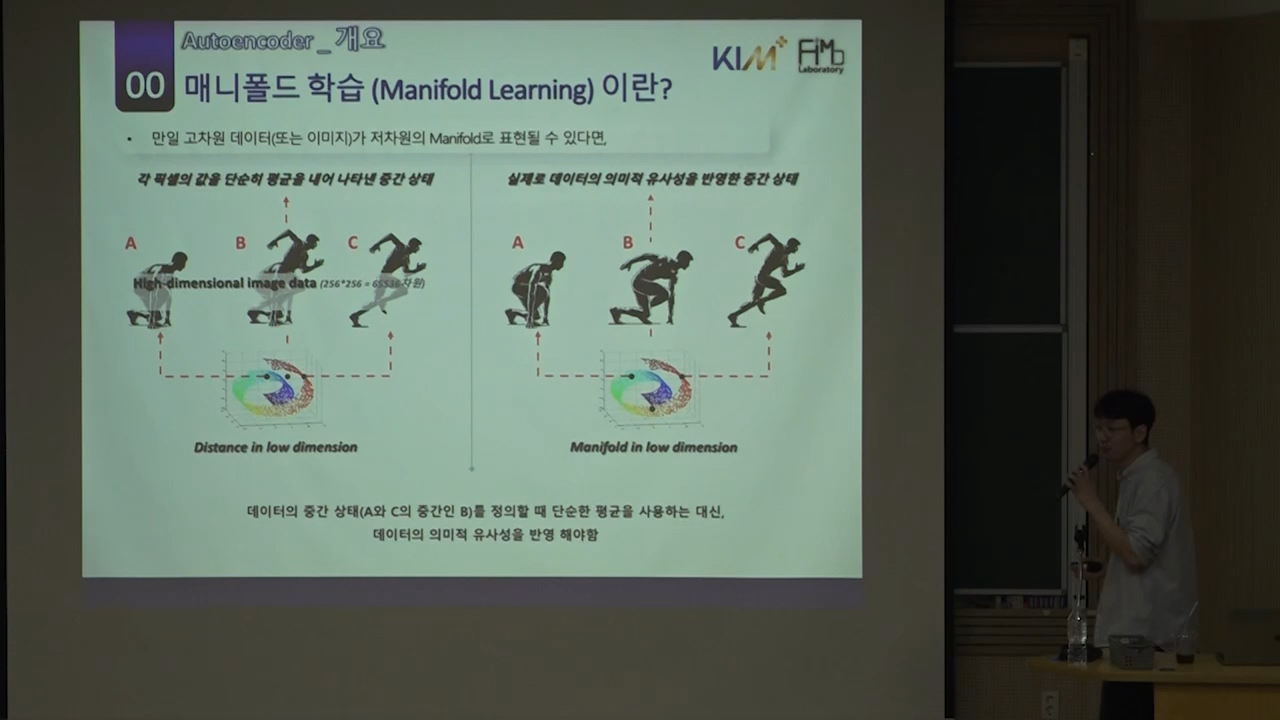 Autoencoder _ 개요
KIM+
FAMb
Laboratory
00 매니폴드 학습 (Manifold Learning) 이란?
• 만일 고차원 데이터(또는 이미지)가 저차원의 Manifold로 표현될 수 있다면,
각 픽셀의 값을 단순히 평균을 내어 나타낸 중간 상태
실제로 데이터의 의미적 유사성을 반영한 중간 상태
A B C
A B C
High-dimensional image data (256*256 = 65536 차원)
Distance in low dimension
Manifold in low dimension
데이터의 중간 상태(A와 C의 중간인 B)를 정의할 때 단순한 평균을 사용하는 대신,
데이터의 의미적 유사성을 반영 해야함